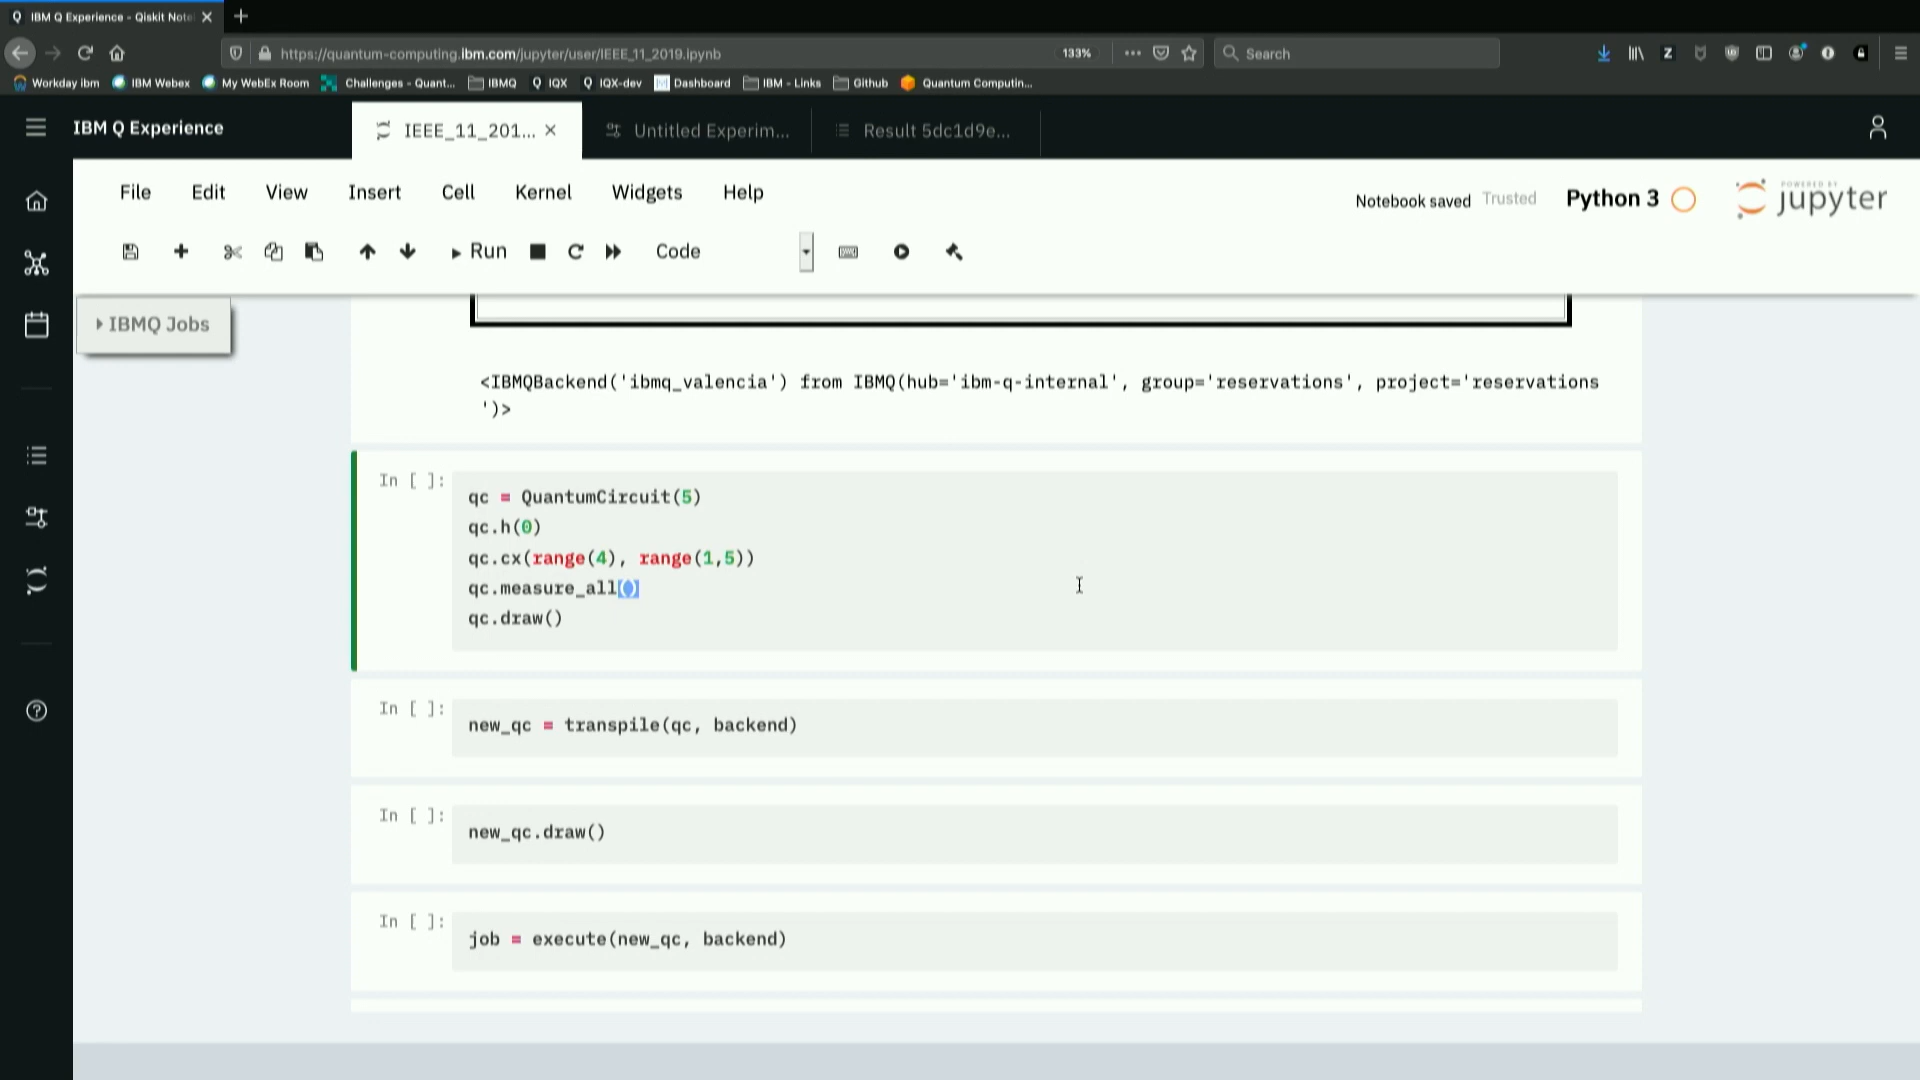 IBM Q Experience - Qiskit Note
https://quantum-computing.ibm.com/jupyter/user/IEEE_11_2019.ipynb
133%
Search
Workday ibm
IBM Webex
My WebEx Room
Challenges - Quant...
IBMQ
IQX
IQX-dev
Dashboard
IBM - Links
Github
Quantum Computin...
IBM Q Experience
IEEE_11_201...
Untitled Experim...
Result 5dc1d9e...
File Edit View Insert Cell Kernel Widgets Help
Notebook saved
Trusted
Python 3
POWERED BY
jupyter
Run
Code
IBMQ Jobs
<IBMQBackend('ibmq_valencia') from IBMQ(hub='ibm-q-internal', group='reservations', project='reservations
')>
In [ ]:
qc = QuantumCircuit(5)
qc.h(0)
qc.cx(range(4), range(1,5))
qc.measure_all()
qc.draw()
In [ ]:
new_qc = transpile(qc, backend)
In [ ]:
new_qc.draw()
In [ ]:
job = execute(new_qc, backend)